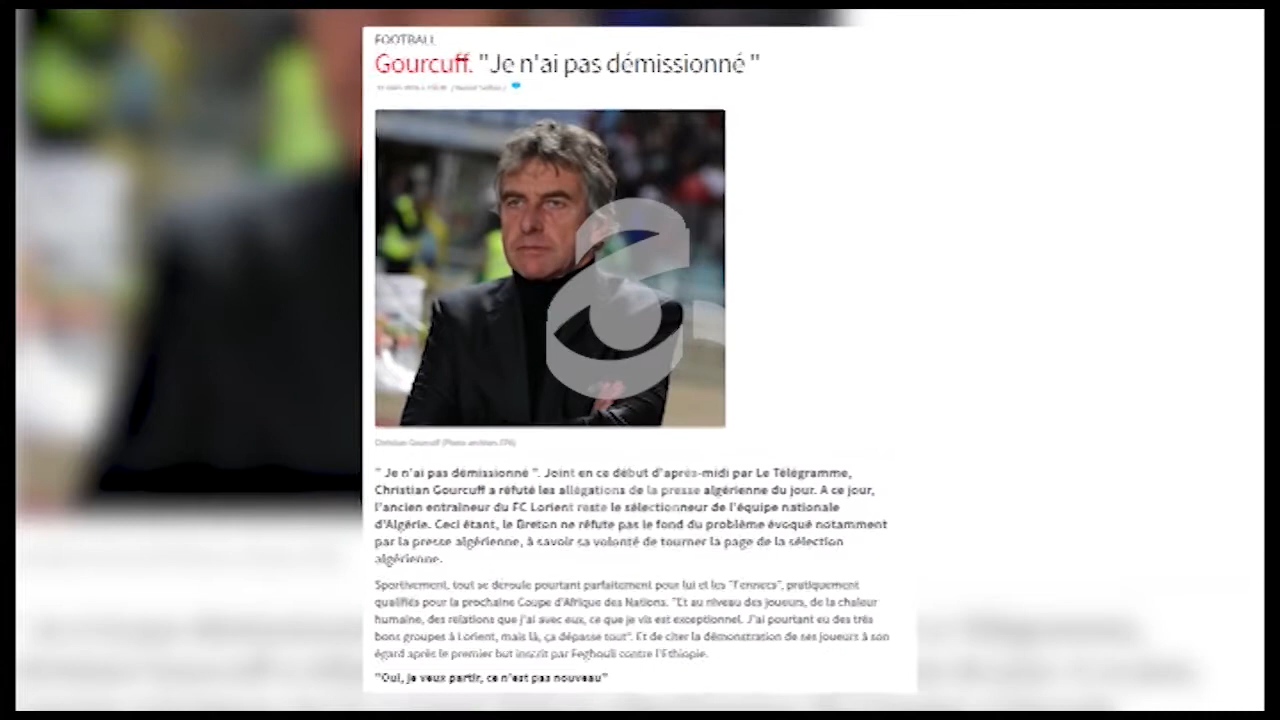 FOOTBALL
Gourcuff. "Je n'ai pas démissionné "
Christian Gourcuff (Photo archives EPA)
" Je n'ai pas démissionné ". Joint en ce début d'après-midi par Le Télégramme,
Christian Gourcuff a réfuté les allégations de la presse algérienne du jour. A ce jour,
l'ancien entraîneur du FC Lorient reste le sélectionneur de l'équipe nationale
d'Algérie. Ceci étant, le Breton ne réfute pas le fond du problème évoqué notamment
par la presse algérienne, à savoir sa volonté de tourner la page de la sélection
algérienne.
Sportivement, tout se déroule pourtant parfaitement pour lui et les "Fennecs", pratiquement
qualifiés pour la prochaine Coupe d'Afrique des Nations. "Et au niveau des joueurs, de la chaleur
humaine, des relations que j'ai avec eux, ce que je vis est exceptionnel. J'ai pourtant eu des très
bons groupes à Lorient, mais là, ça dépasse tout". Et de citer la démonstration de ses joueurs à son
égard après le premier but inscrit par Feghouli contre l'Ethiopie.
"Oui, je veux partir, ce n'est pas nouveau"